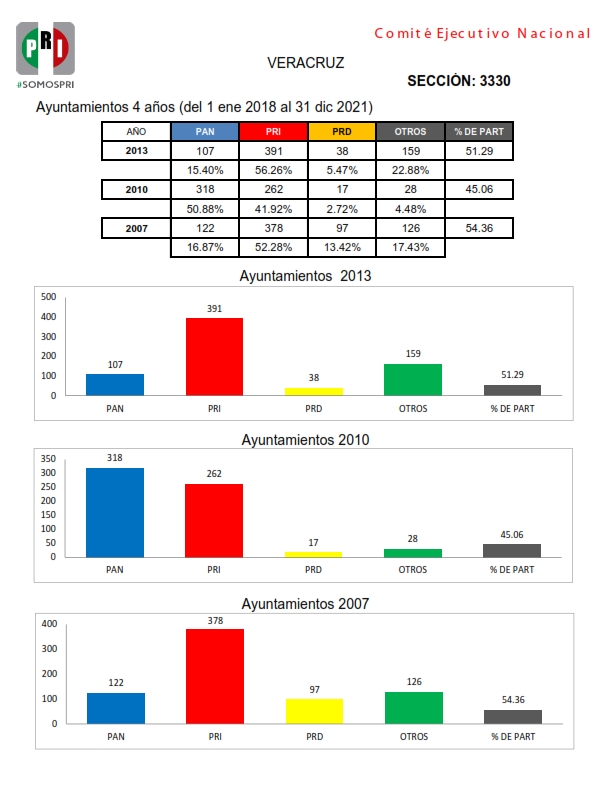 PRI
#SOMOSPRI
Comité Ejecutivo Nacional
VERACRUZ
SECCIÓN: 3330
Ayuntamientos 4 años (del 1 ene 2018 al 31 dic 2021)
AÑO PAN PRI PRD OTROS % DE PART
2013 107 391 38 159 51.29
15.40% 56.26% 5.47% 22.88%
2010 318 262 17 28 45.06
50.88% 41.92% 2.72% 4.48%
2007 122 378 97 126 54.36
16.87% 52.28% 13.42% 17.43%
Ayuntamientos 2013
500
400
300
200
100
0
107 391 38 159 51.29
PAN PRI PRD OTROS % DE PART
Ayuntamientos 2010
350
300
250
200
150
100
50
0
318 262 17 28 45.06
PAN PRI PRD OTROS % DE PART
Ayuntamientos 2007
400
300
200
100
0
122 378 97 126 54.36
PAN PRI PRD OTROS % DE PART